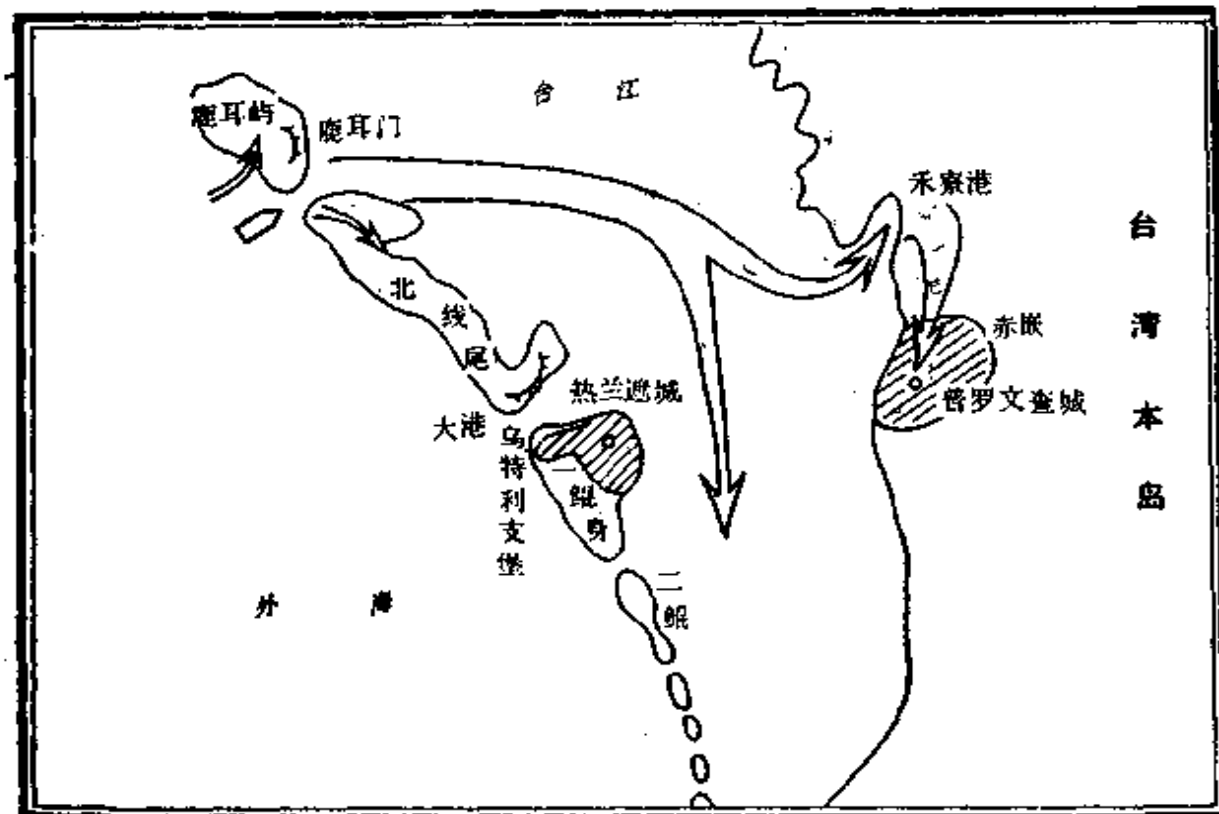 台江
鹿耳屿
鹿耳门
禾寮港
台湾本岛
北线尾
赤嵌
热兰遮城
普罗文查城
大港
乌特利支堡
一鲲身
二鲲
外海